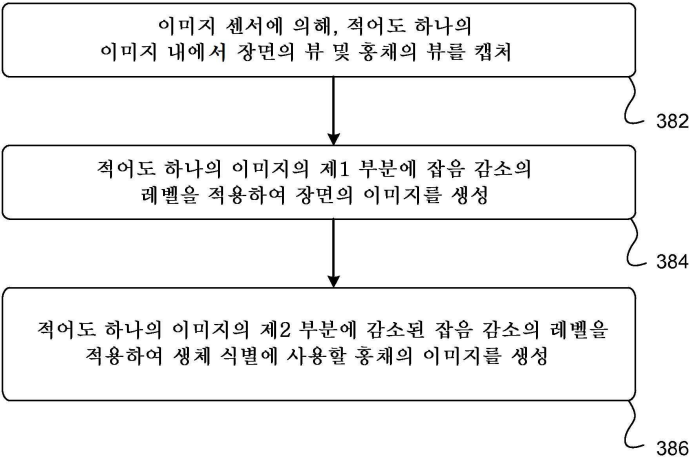 이미지 센서에 의해, 적어도 하나의
이미지 내에서 장면의 뷰 및 홍채의 뷰를 캡처
382
적어도 하나의 이미지의 제1 부분에 잡음 감소의
레벨을 적용하여 장면의 이미지를 생성
384
적어도 하나의 이미지의 제2 부분에 감소된 잡음 감소의 레벨을
적용하여 생체 식별에 사용할 홍채의 이미지를 생성
386